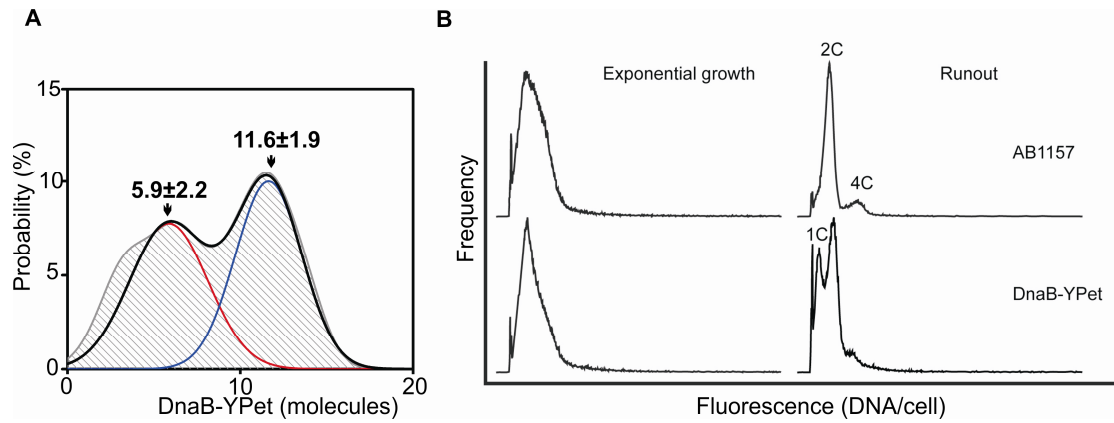 A
15
10
5
0
0
10
20
Probability (%)
5.9±2.2
11.6±1.9
DnaB-YPet (molecules)
B
Exponential growth
Runout
2C
4C
AB1157
1C
DnaB-YPet
Frequency
Fluorescence (DNA/cell)